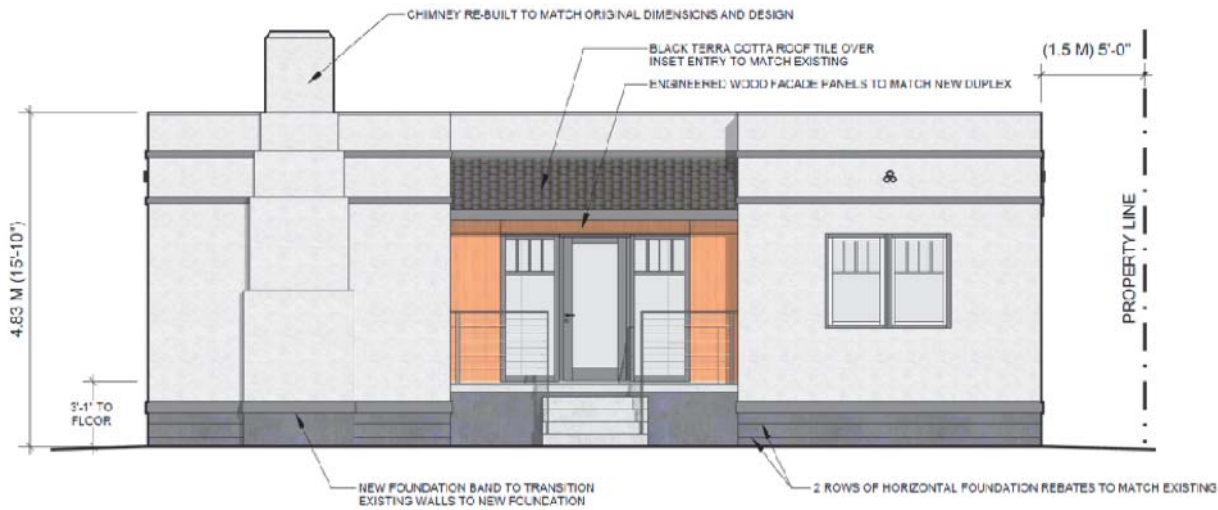 CHIMNEY RE-BUILT TO MATCH ORIGINAL DIMENSIONS AND DESIGN
BLACK TERRA COTTA ROOF TILE OVER
INSET ENTRY TO MATCH EXISTING
(1.5 M) 5'-0"
ENGINEERED WOOD FACADE PANELS TO MATCH NEW DUPLEX
4.83 M (15'-10")
PROPERTY LINE
3'-1" TO
FLOOR
NEW FOUNDATION BAND TO TRANSITION
EXISTING WALLS TO NEW FOUNDATION
2 ROWS OF HORIZONTAL FOUNDATION REBATES TO MATCH EXISTING